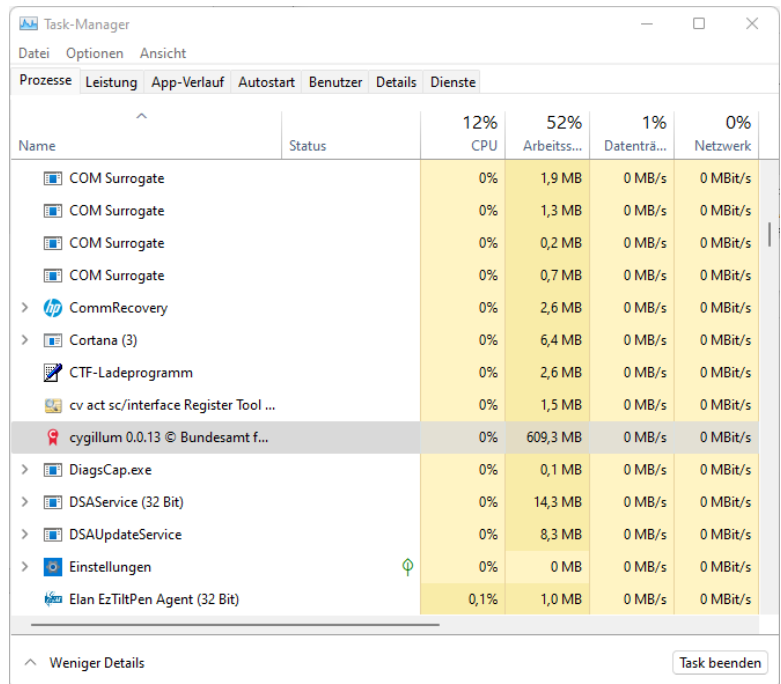 Task-Manager
Datei Optionen Ansicht
Prozesse Leistung App-Verlauf Autostart Benutzer Details Dienste
12% 52% 1% 0%
Name Status CPU Arbeitss... Datenträ... Netzwerk
COM Surrogate 0% 1,9 MB 0 MB/s 0 MBit/s
COM Surrogate 0% 1,3 MB 0 MB/s 0 MBit/s
COM Surrogate 0% 0,2 MB 0 MB/s 0 MBit/s
COM Surrogate 0% 0,7 MB 0 MB/s 0 MBit/s
CommRecovery 0% 2,6 MB 0 MB/s 0 MBit/s
Cortana (3) 0% 6,4 MB 0 MB/s 0 MBit/s
CTF-Ladeprogramm 0% 2,6 MB 0 MB/s 0 MBit/s
cv act sc/interface Register Tool ... 0% 1,5 MB 0 MB/s 0 MBit/s
cygillum 0.0.13 © Bundesamt f... 0% 609,3 MB 0 MB/s 0 MBit/s
DiagsCap.exe 0% 0,1 MB 0 MB/s 0 MBit/s
DSAService (32 Bit) 0% 14,3 MB 0 MB/s 0 MBit/s
DSAUpdateService 0% 8,3 MB 0 MB/s 0 MBit/s
Einstellungen 0% 0 MB 0 MB/s 0 MBit/s
Elan EzTiltPen Agent (32 Bit) 0,1% 1,0 MB 0 MB/s 0 MBit/s
Weniger Details Task beenden